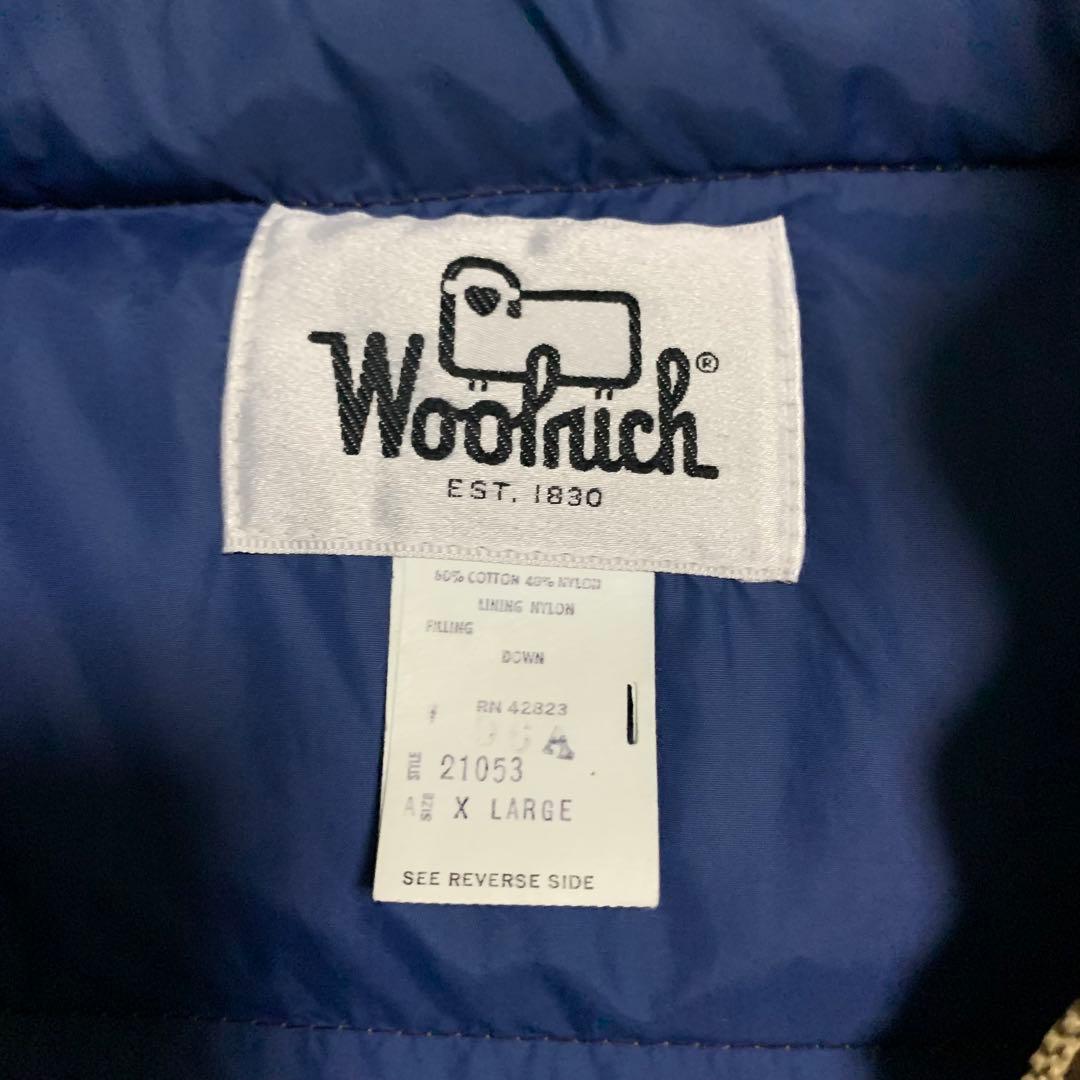 Woolrich®
EST. 1830
60% COTTON 40% NYLON
LINING NYLON
FILLING
DOWN
RN 42823
STYLE 21053
A SIZE X LARGE
SEE REVERSE SIDE